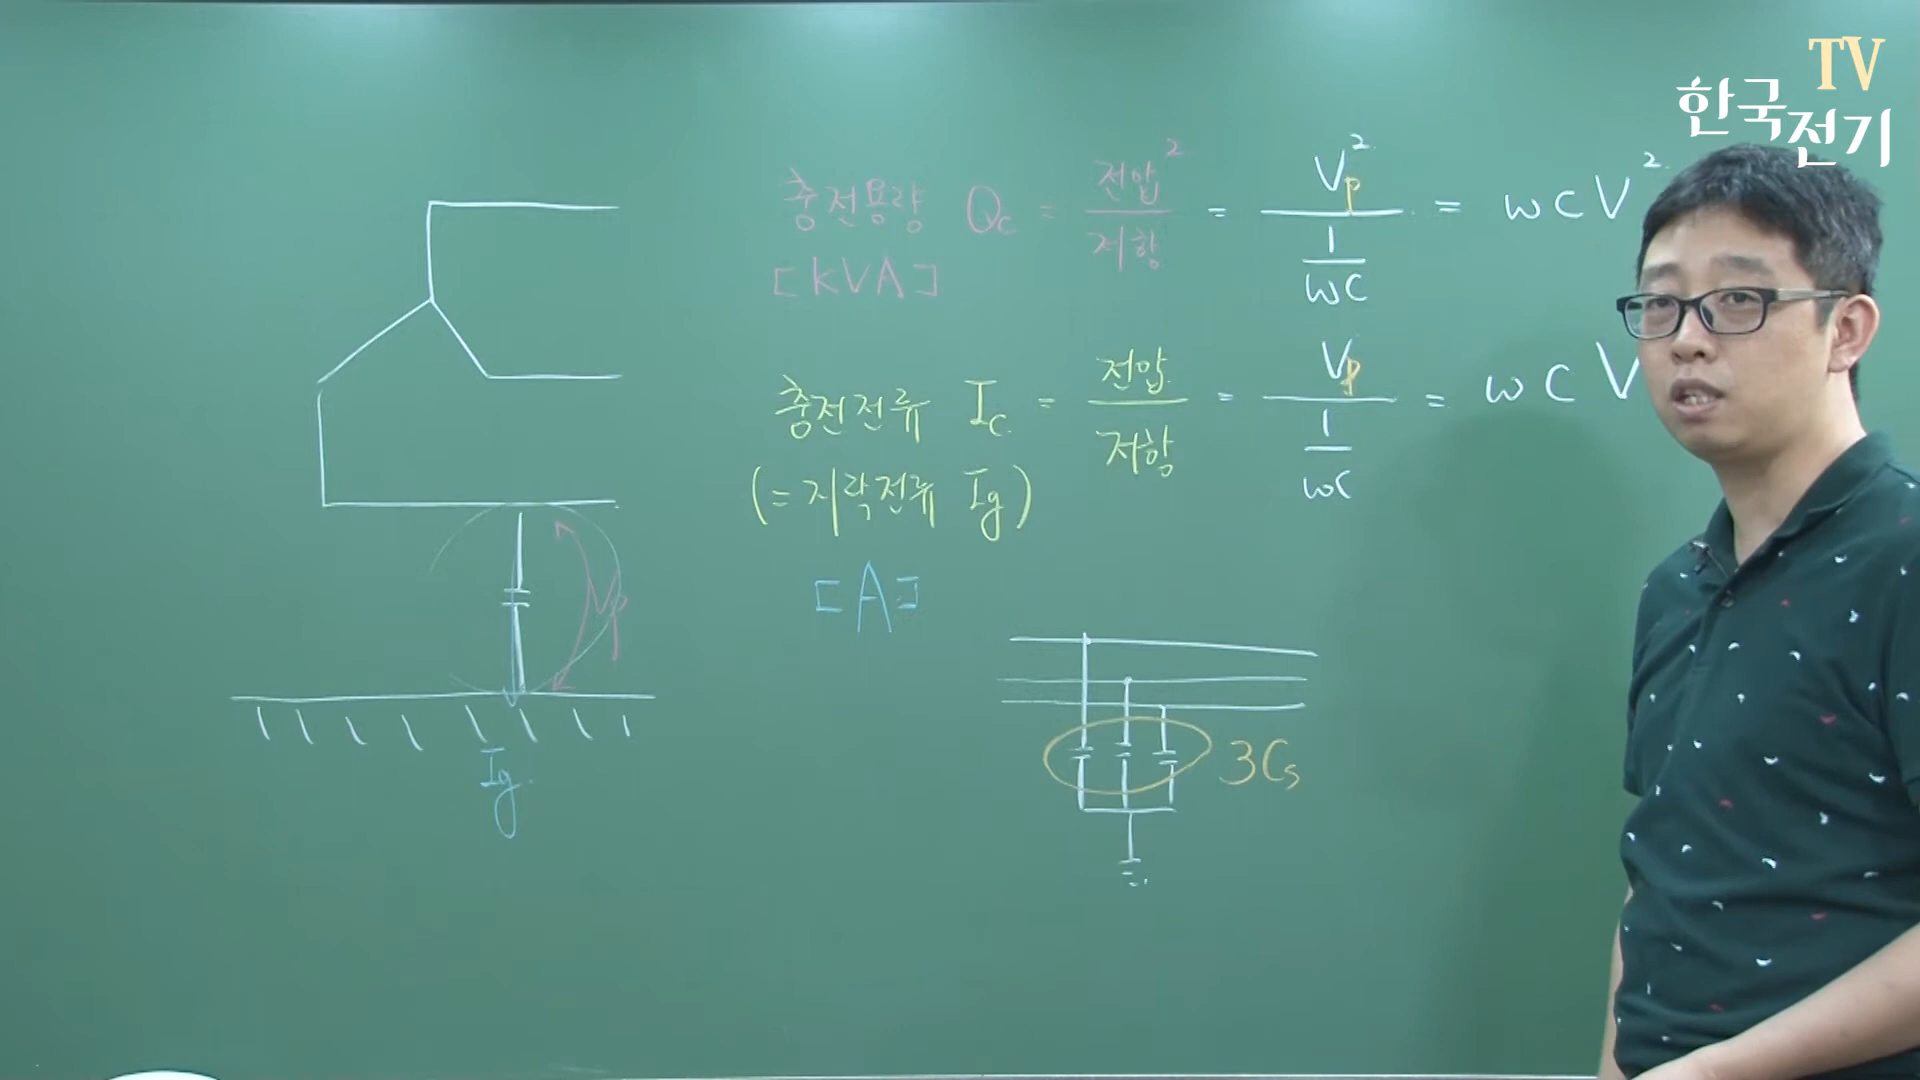 TV
한국전기
충전용량 Qc = 전압² / 저항 = Vp² / (1 / ωC) = ωCV²
[kVA]
충전전류 Ic = 전압 / 저항 = Vp / (1 / ωC) = ωCV
(= 지락전류 Ig)
[A]
Vp
3Cs
Ig